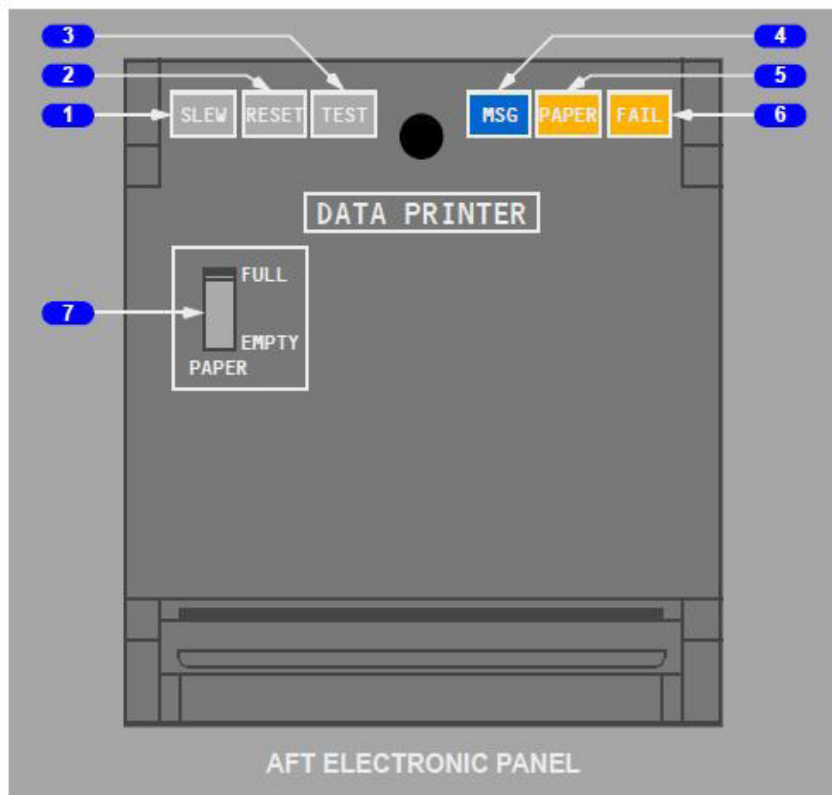 3 4
2 5
1 SLEW RESET TEST MSG PAPER FAIL 6
DATA PRINTER
FULL
7
EMPTY
PAPER
AFT ELECTRONIC PANEL